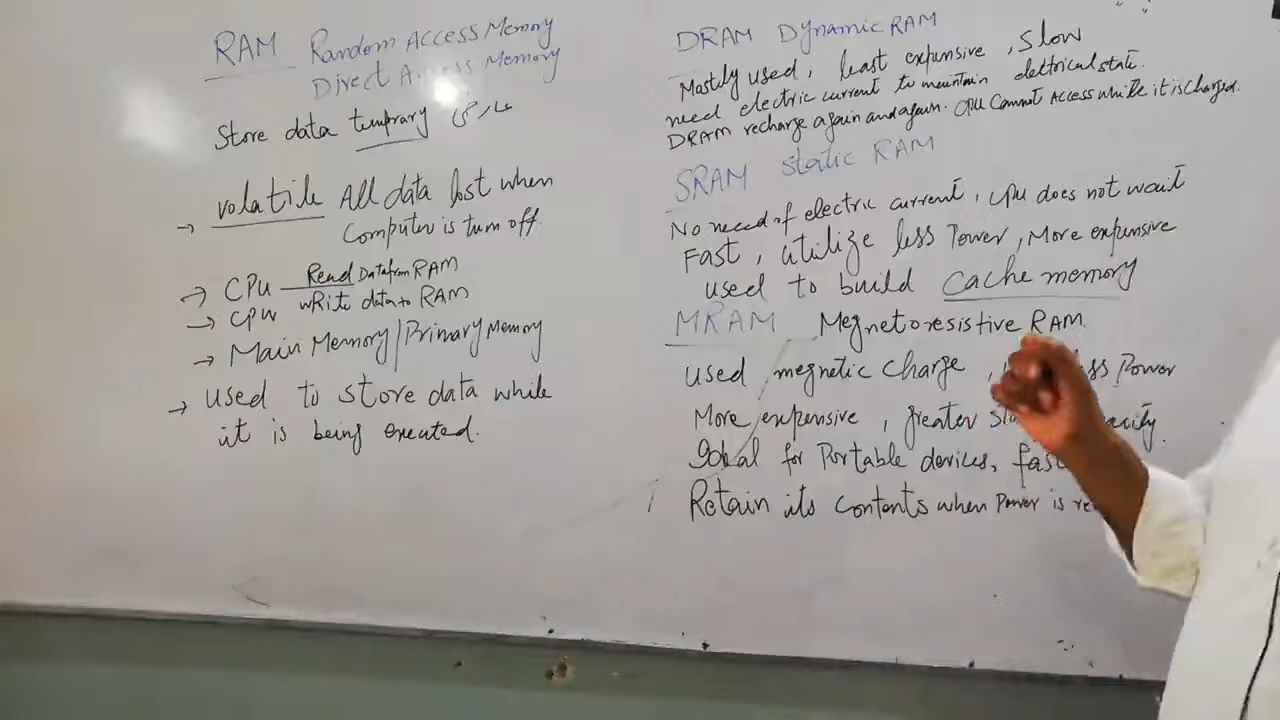 RAM Random Access Memory
Direct Access Memory
Store data temprary عارضی
→ volatile All data lost when
Computer is turn off.
→ CPU Read Data from RAM
→ CPU write data to RAM
→ Main Memory/Primary Memory
→ used to store data while
it is being executed.
DRAM Dynamic RAM
Mostly used, least expensive, slow
need electric current to maintain electrical state.
DRAM recharge again and again. CPU Cannot Access while it is charged.
SRAM Static RAM
No need of electric current, CPU does not wait
Fast, utilize less Power, More expensive
used to build Cache memory
MRAM Megnetoresistive RAM
used megnetic charge, less Power
More expensive, greater
Ideal for Portable devices, fast
Retain its contents when Power is